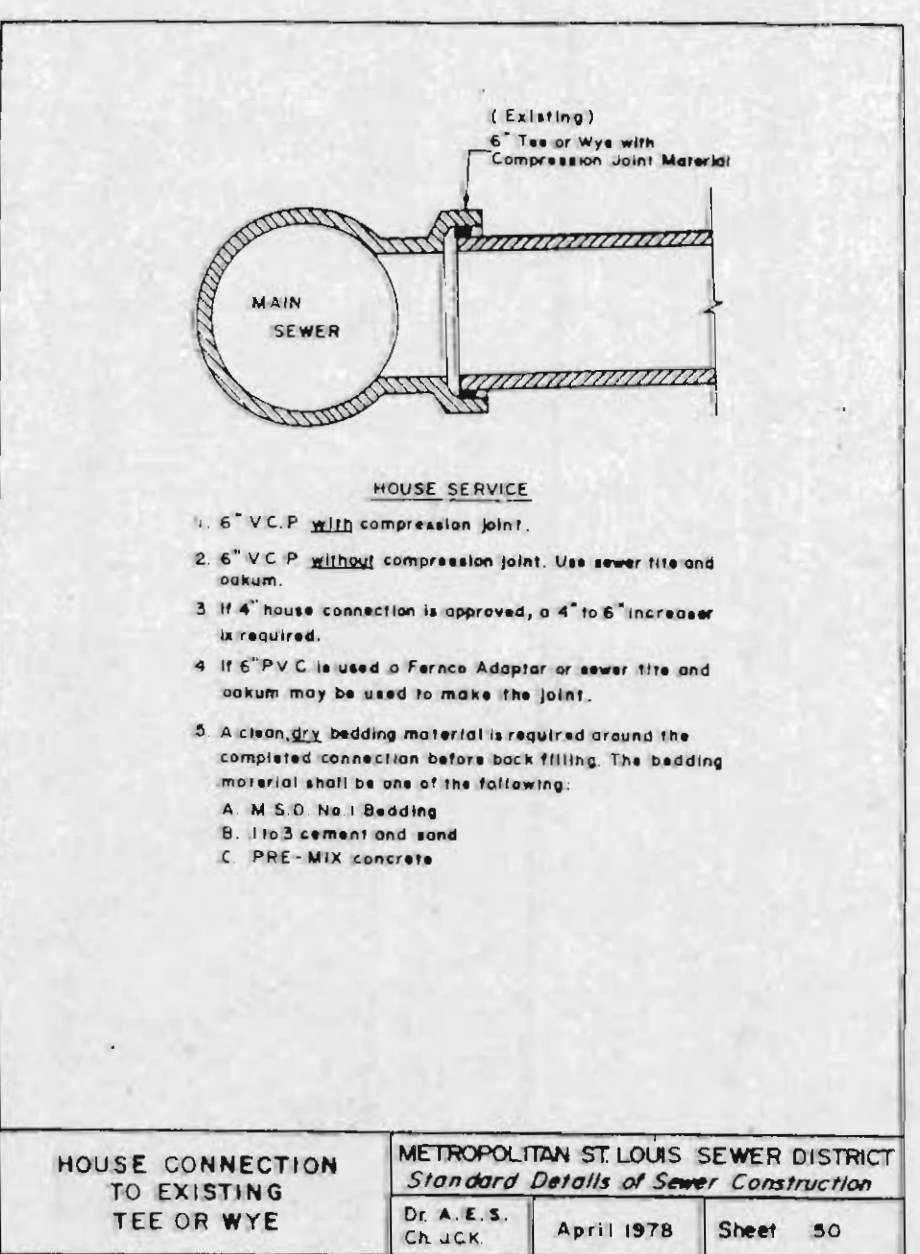 ( Existing)
6" Tee or Wye with
Compression Joint Material
MAIN
SEWER
HOUSE SERVICE
1. 6" V.C.P with compression joint.
2. 6" V C P without compression joint. Use sewer tite and
oakum.
3 If 4" house connection is approved, a 4" to 6" increaser
is required.
4 If 6" PVC is used a Fernco Adaptar or sewer tite and
oakum may be used to make the joint.
5. A clean, dry bedding material is required around the
completed connection before back filling. The bedding
material shall be one of the following:
A. M.S.D. No. 1 Bedding
B. 1 to 3 cement and sand
C. PRE-MIX concrete
HOUSE CONNECTION
TO EXISTING
TEE OR WYE
METROPOLITAN ST. LOUIS SEWER DISTRICT
Standard Details of Sewer Construction
Dr. A.E.S.
Ch. J.C.K.
April 1978
Sheet 50